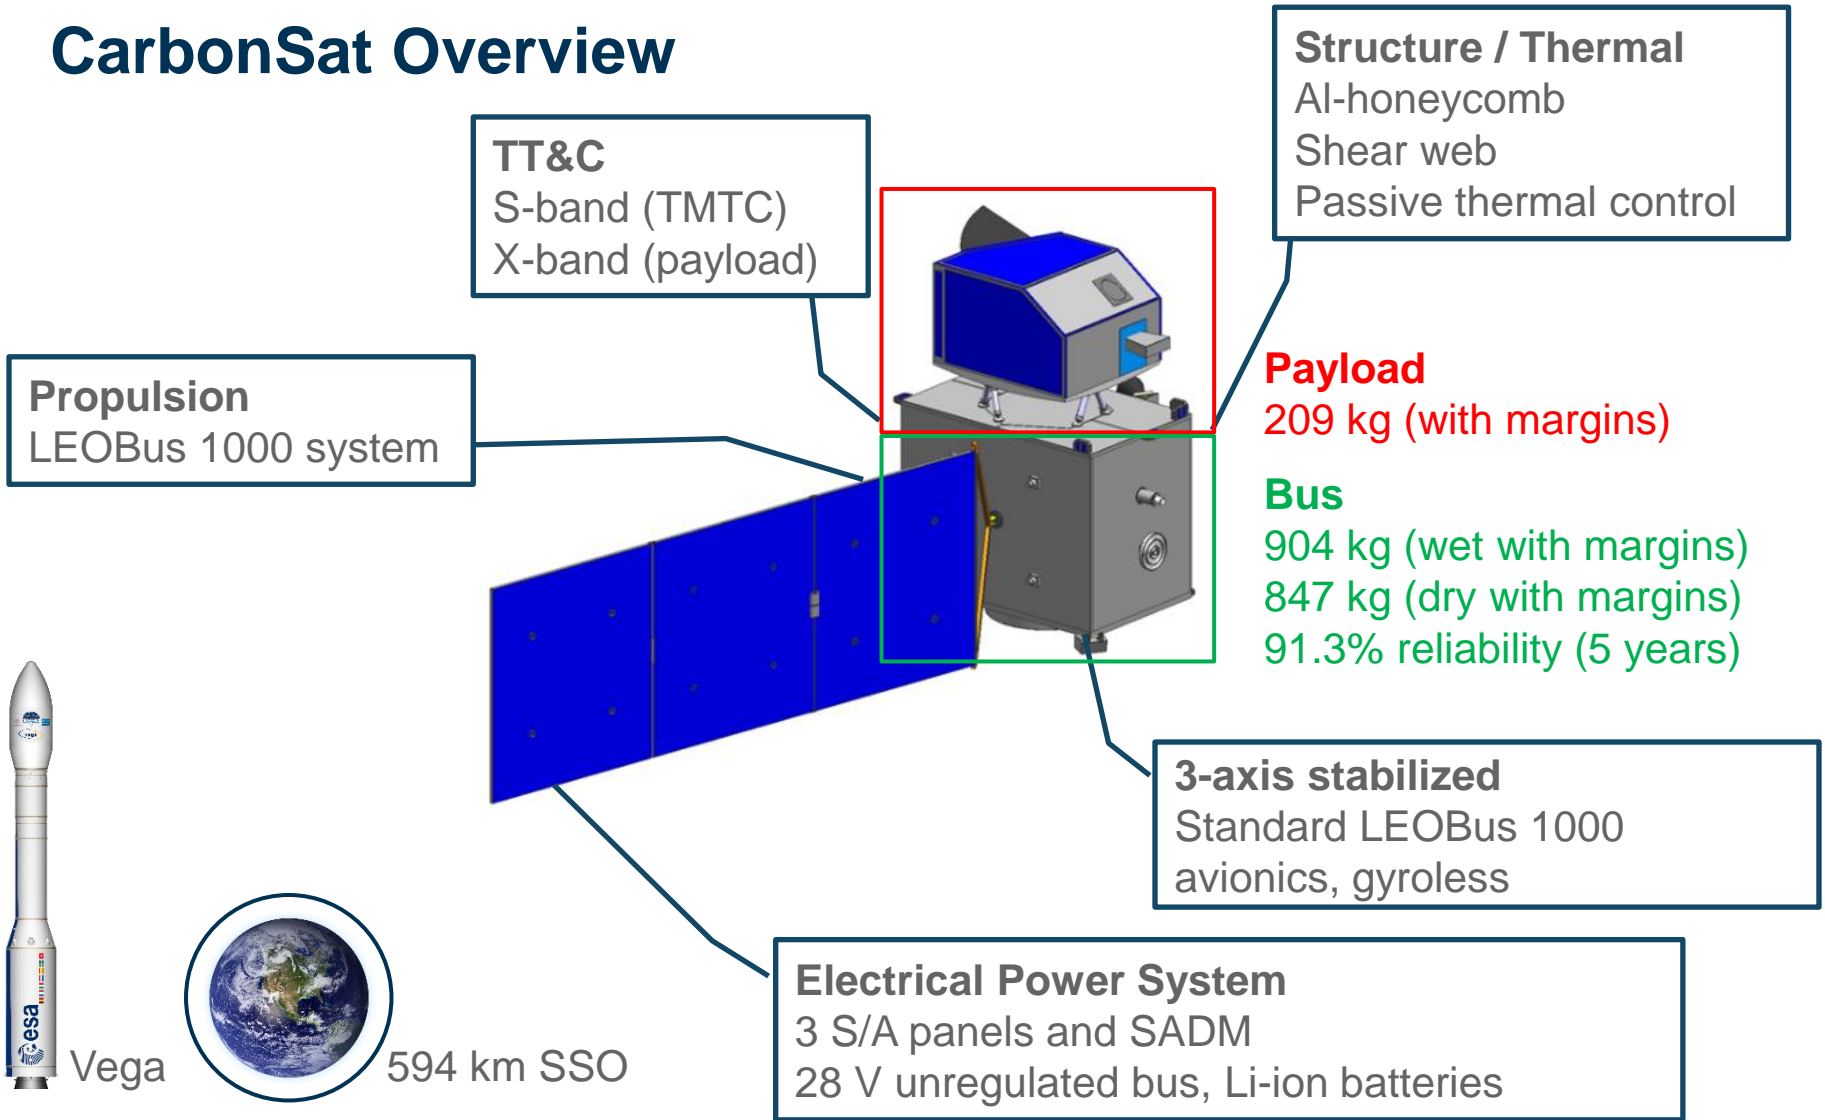 CarbonSat Overview
Structure / Thermal
Al-honeycomb
Shear web
Passive thermal control
TT&C
S-band (TMTC)
X-band (payload)
Propulsion
LEOBus 1000 system
Payload
209 kg (with margins)
Bus
904 kg (wet with margins)
847 kg (dry with margins)
91.3% reliability (5 years)
3-axis stabilized
Standard LEOBus 1000
avionics, gyroless
Electrical Power System
3 S/A panels and SADM
28 V unregulated bus, Li-ion batteries
esa
Vega
594 km SSO